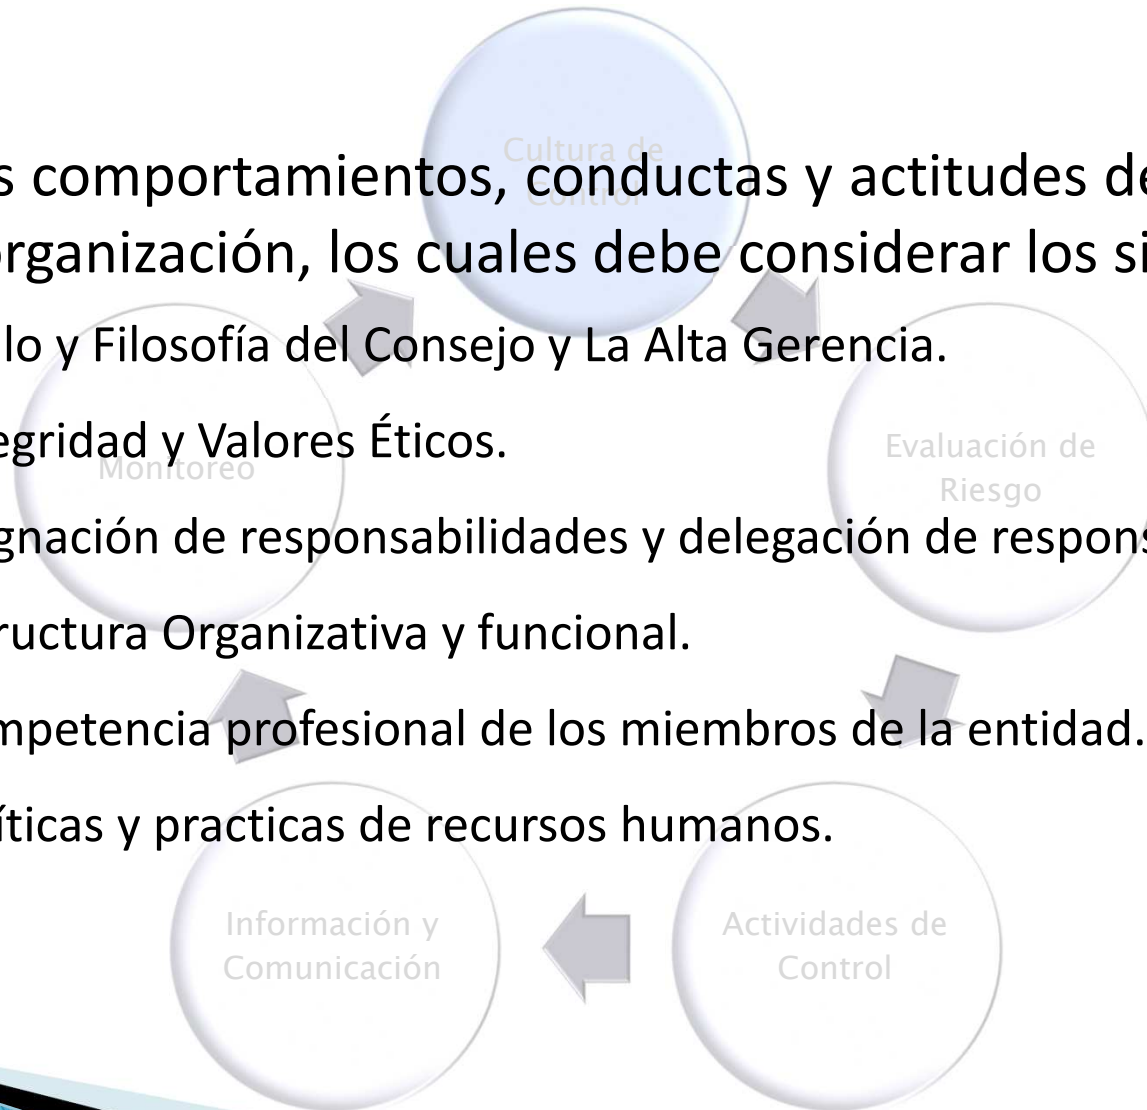 Cultura de
Control
s comportamientos, conductas y actitudes de
organización, los cuales debe considerar los si
lo y Filosofía del Consejo y La Alta Gerencia.
egridad y Valores Éticos.
gnación de responsabilidades y delegación de respons
ructura Organizativa y funcional.
mpetencia profesional de los miembros de la entidad.
íticas y practicas de recursos humanos.
Monitoreo
Evaluación de
Riesgo
Información y
Comunicación
Actividades de
Control